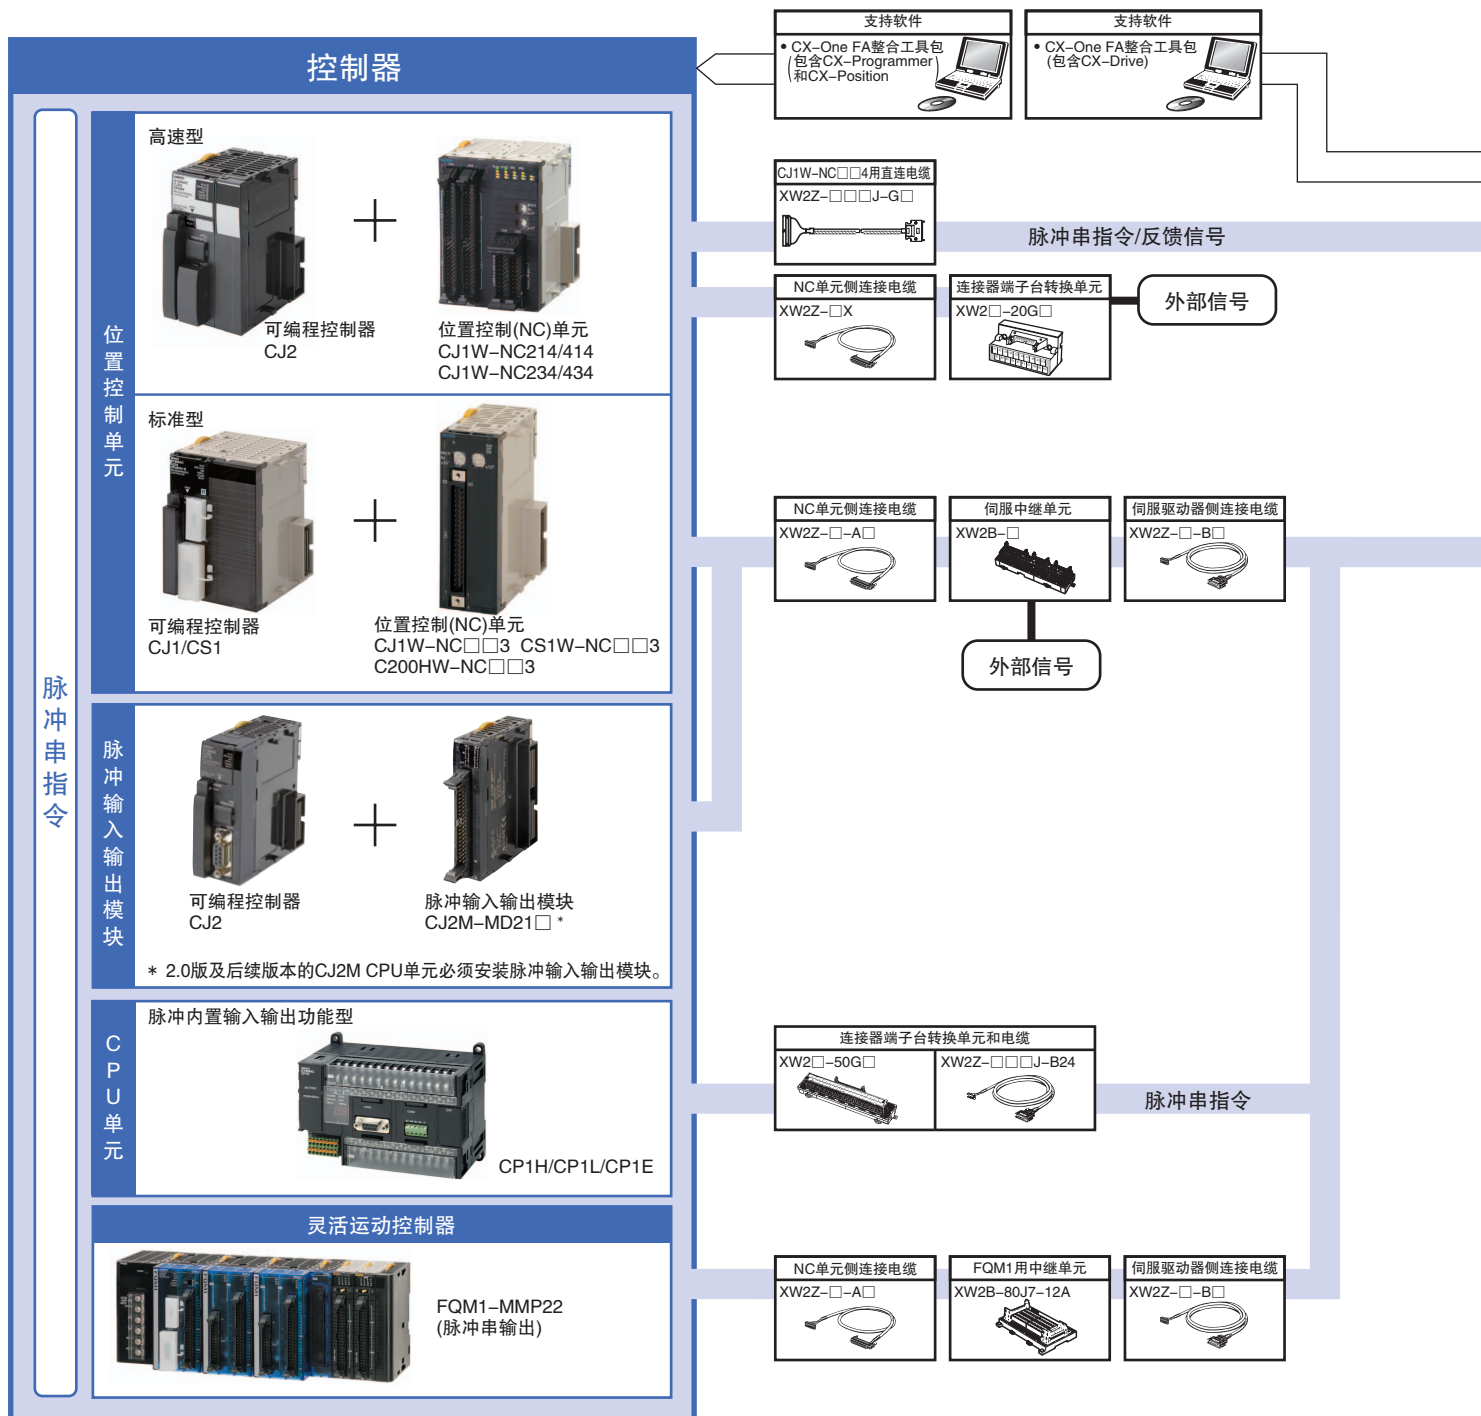 支持软件
• CX-One FA整合工具包
(包含CX-Programmer
和CX-Position)
支持软件
• CX-One FA整合工具包
(包含CX-Drive)
控制器
脉冲串指令
位置控制单元
高速型
可编程控制器
CJ2
位置控制(NC)单元
CJ1W-NC214/414
CJ1W-NC234/434
CJ1W-NC□□4用直连电缆
XW2Z-□□□J-G□
脉冲串指令/反馈信号
NC单元侧连接电缆
XW2Z-□X
连接器端子台转换单元
XW2□-20G□
外部信号
标准型
可编程控制器
CJ1/CS1
位置控制(NC)单元
CJ1W-NC□□3 CS1W-NC□□3
C200HW-NC□□3
NC单元侧连接电缆
XW2Z-□-A□
伺服中继单元
XW2B-□
伺服驱动器侧连接电缆
XW2Z-□-B□
外部信号
脉冲输入输出模块
可编程控制器
CJ2
脉冲输入输出模块
CJ2M-MD21□ *
* 2.0版及后续版本的CJ2M CPU单元必须安装脉冲输入输出模块。
CPU单元
脉冲内置输入输出功能型
CP1H/CP1L/CP1E
连接器端子台转换单元和电缆
XW2□-50G□
XW2Z-□□□J-B24
脉冲串指令
灵活运动控制器
FQM1-MMP22
(脉冲串输出)
NC单元侧连接电缆
XW2Z-□-A□
FQM1用中继单元
XW2B-80J7-12A
伺服驱动器侧连接电缆
XW2Z-□-B□